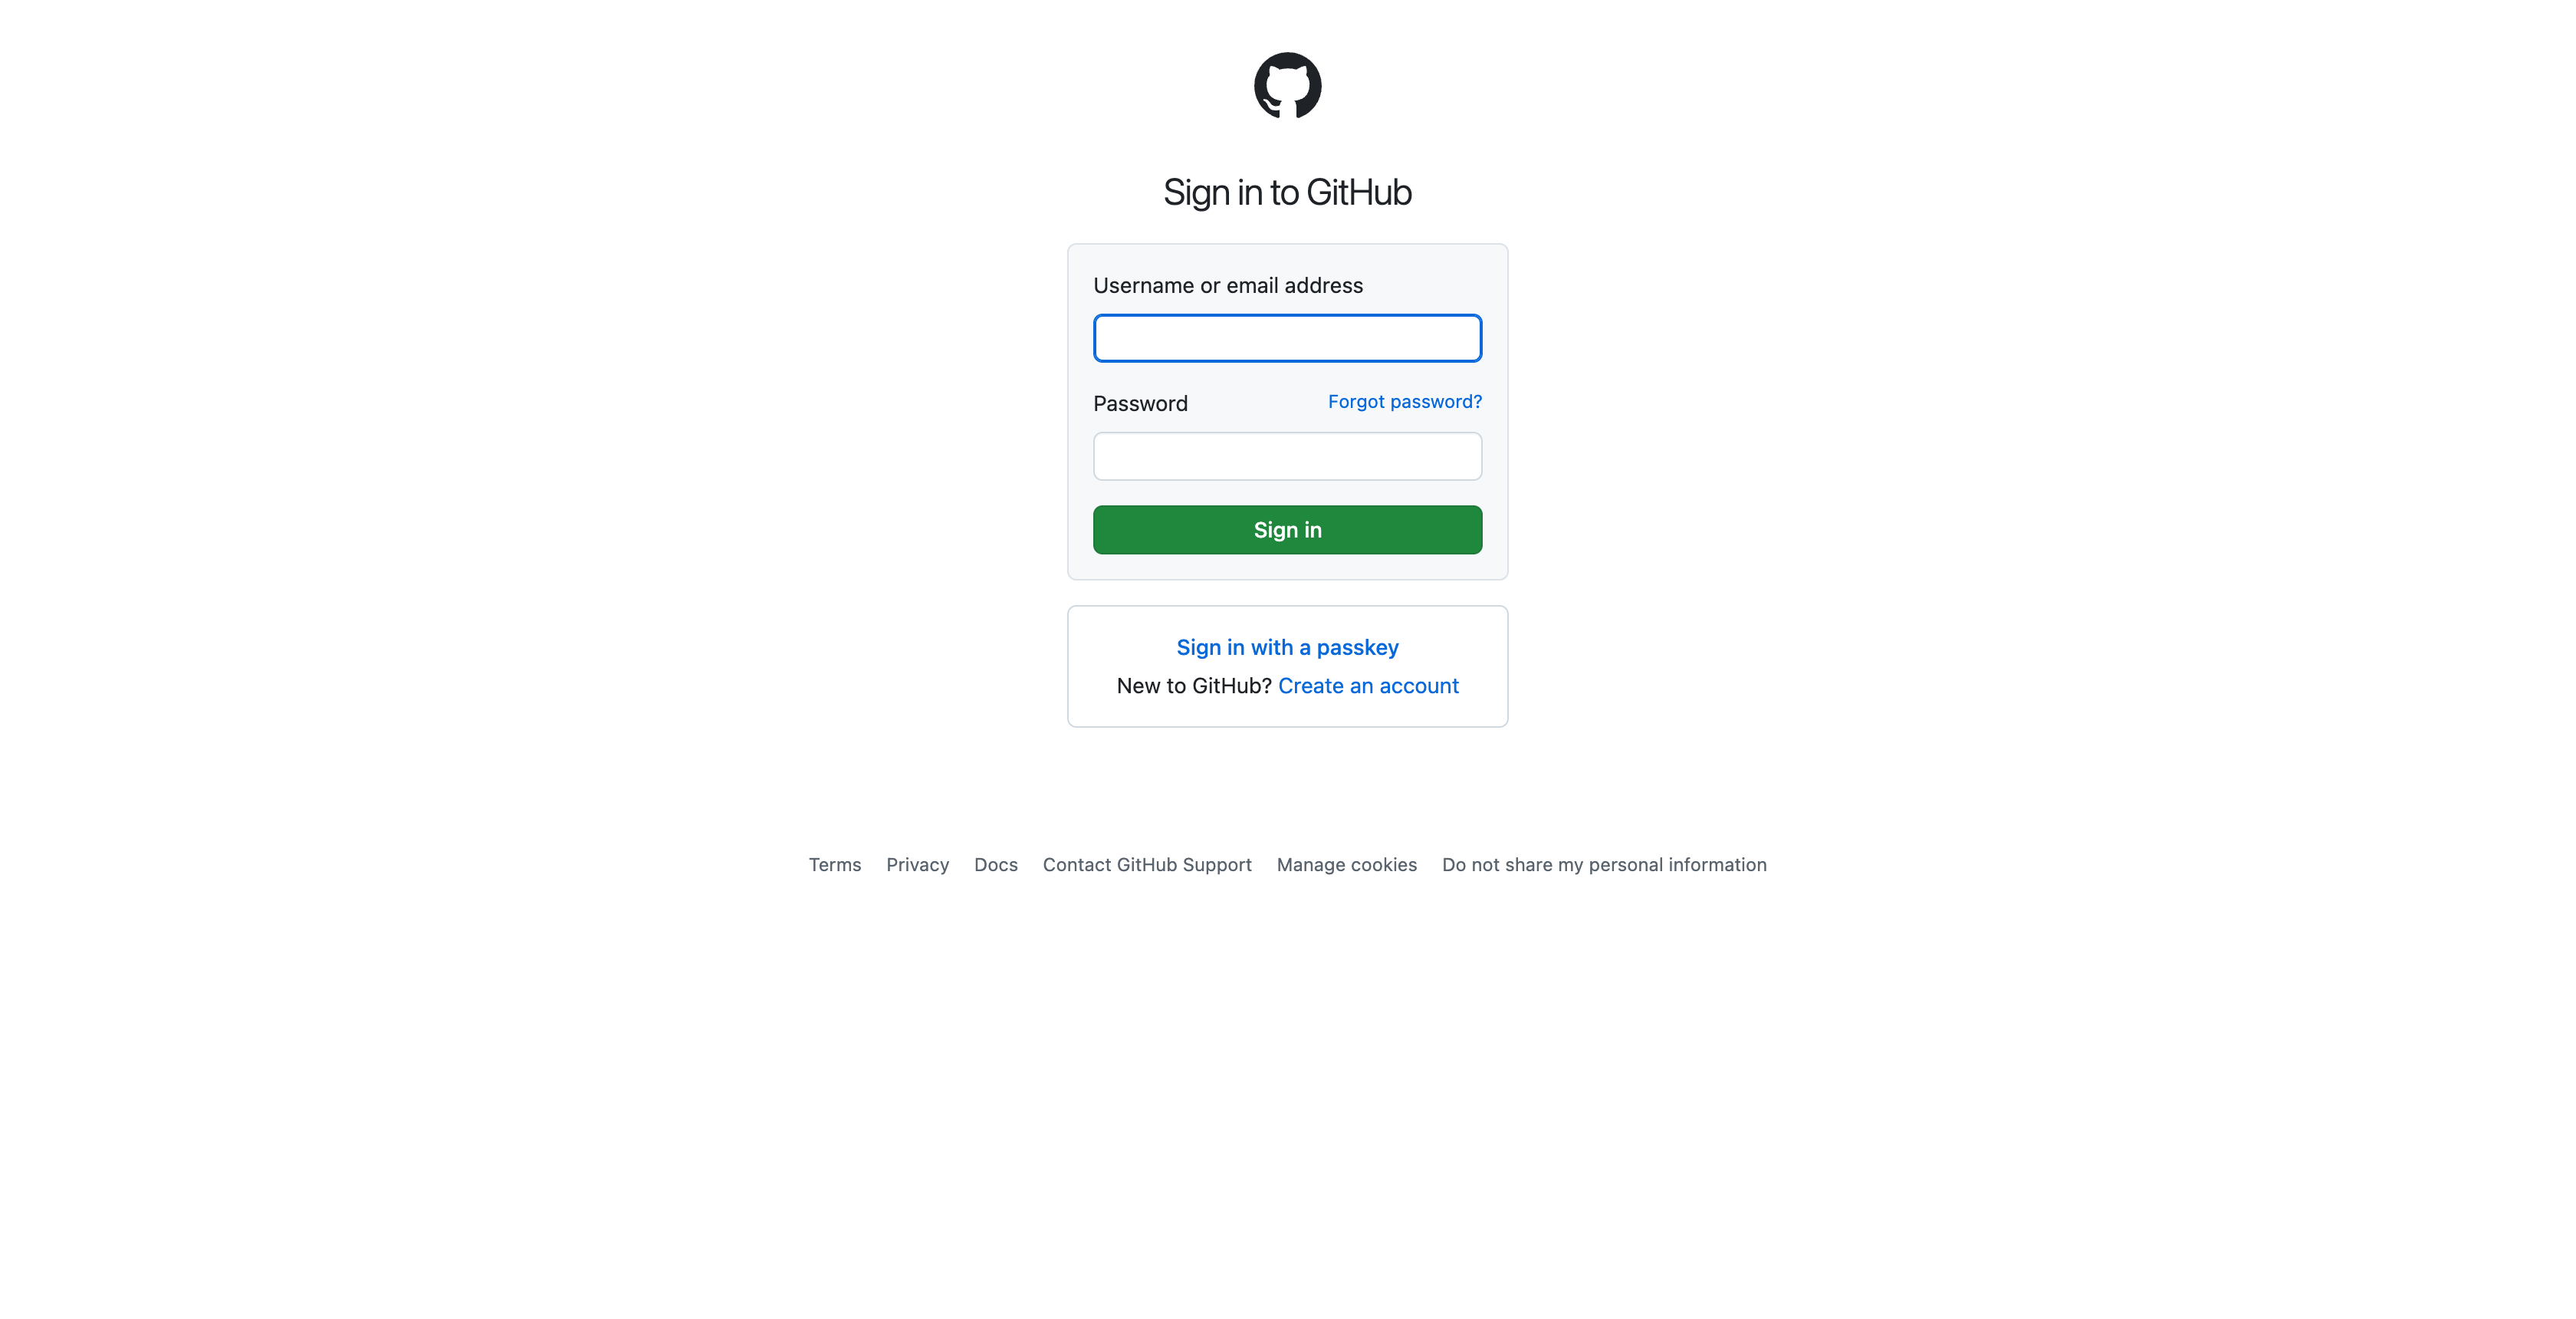 Sign in to GitHub
Username or email address
Password Forgot password?
Sign in
Sign in with a passkey
New to GitHub? Create an account
Terms Privacy Docs Contact GitHub Support Manage cookies Do not share my personal information